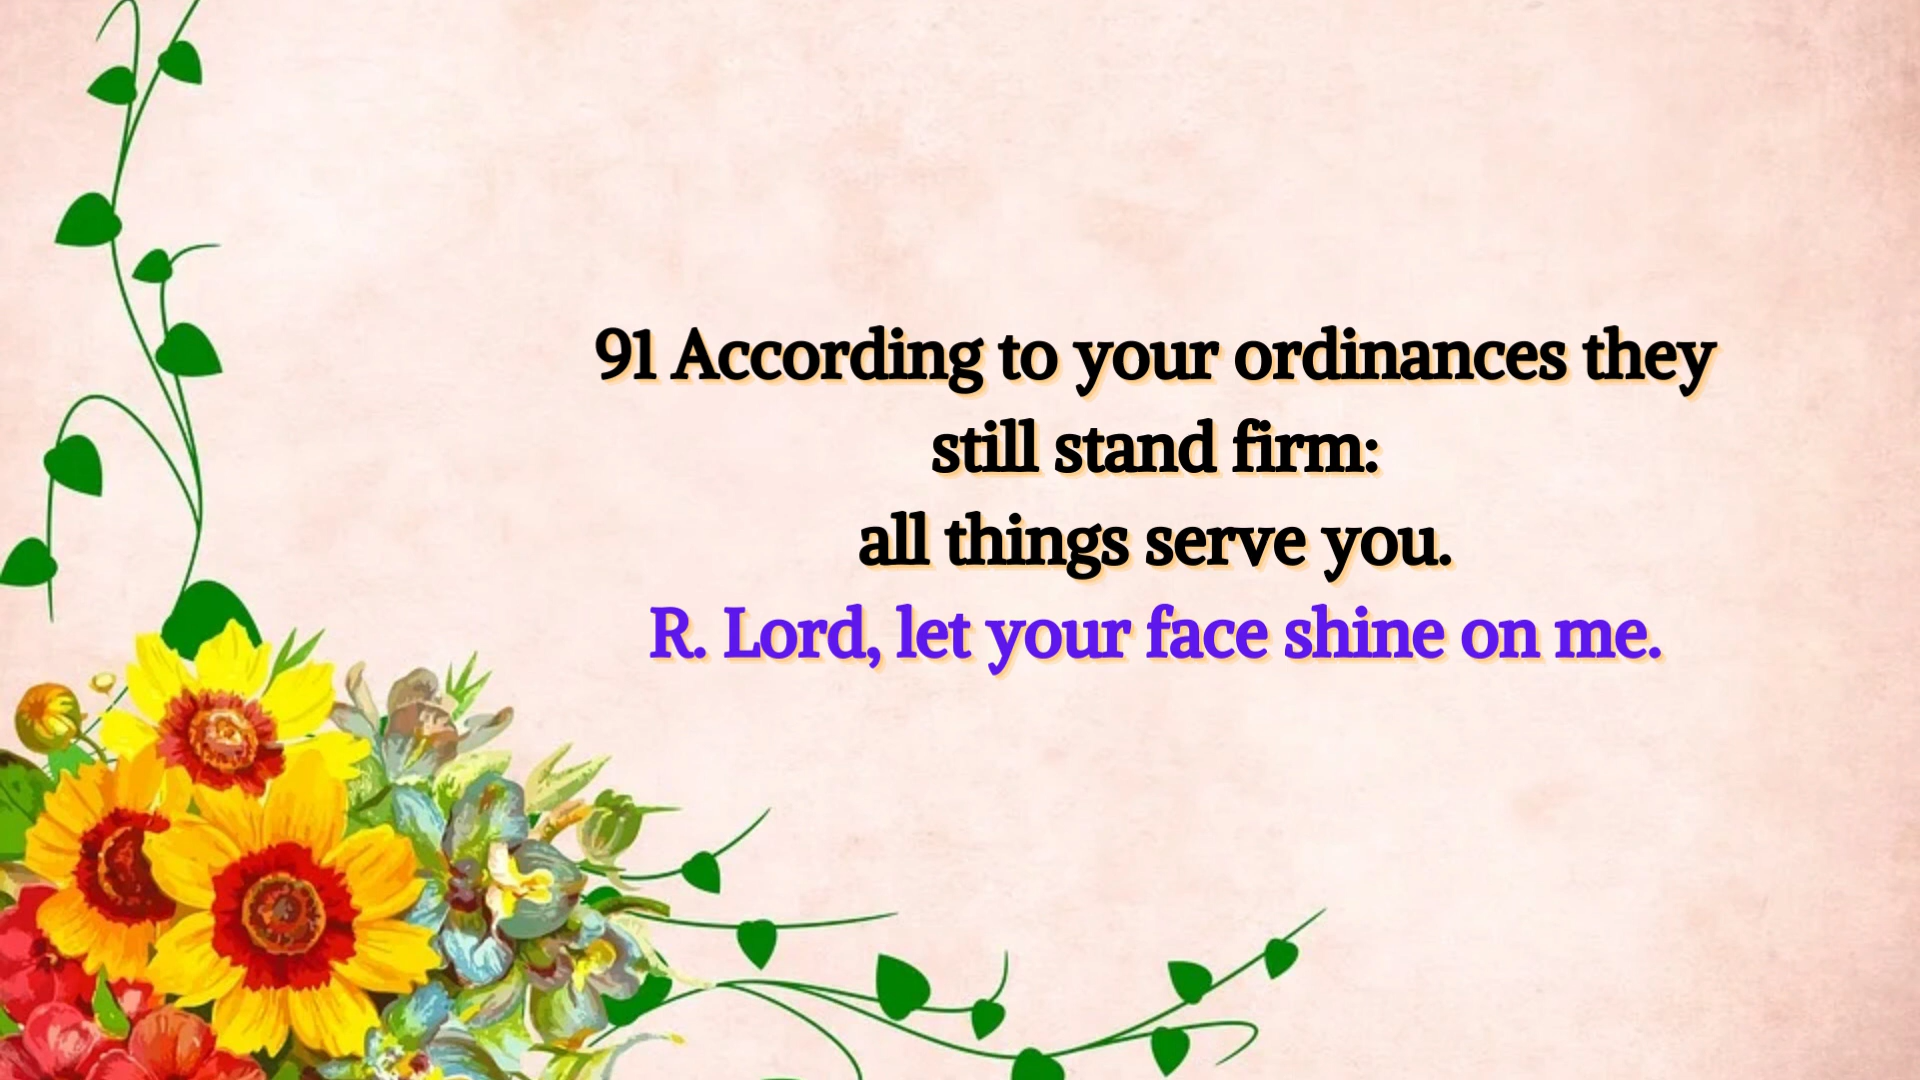 91 According to your ordinances they
still stand firm:
all things serve you.
R. Lord, let your face shine on me.